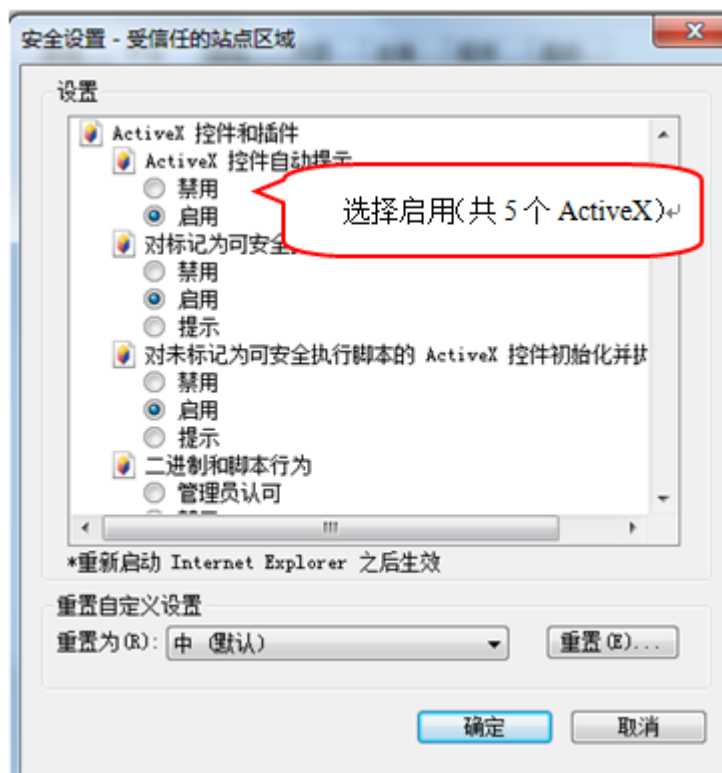 安全设置 - 受信任的站点区域
设置
ActiveX 控件和插件
ActiveX 控件自动提示
禁用
启用
选择启用(共 5 个 ActiveX)↵
对标记为可安全
禁用
启用
提示
对未标记为可安全执行脚本的 ActiveX 控件初始化并执
禁用
启用
提示
二进制和脚本行为
管理员认可
*重新启动 Internet Explorer 之后生效
重置自定义设置
重置为(R): 中 (默认) 重置(E)...
确定 取消